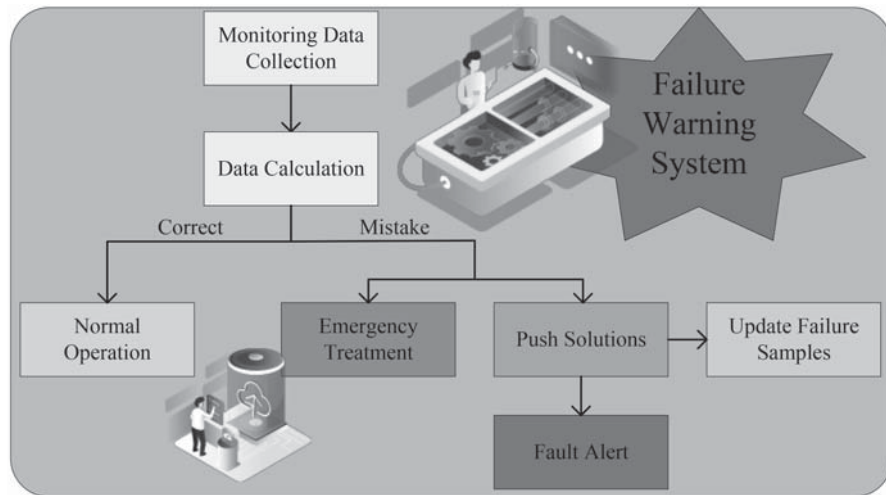 Monitoring Data
Collection
Failure
Warning
System
Data Calculation
Correct
Mistake
Normal
Operation
Emergency
Treatment
Push Solutions
Update Failure
Samples
Fault Alert